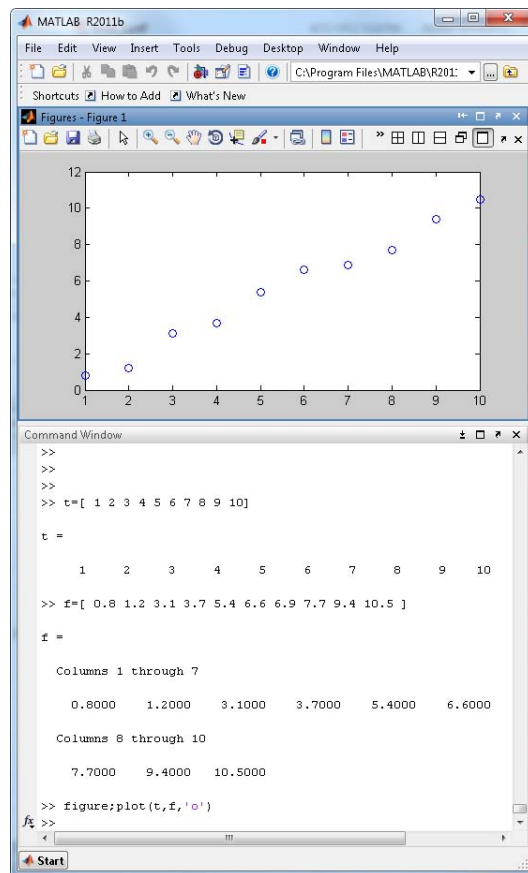 MATLAB R2011b
File Edit View Insert Tools Debug Desktop Window Help
C:\Program Files\MATLAB\R201
Shortcuts How to Add What's New
Figures - Figure 1
12
10
8
6
4
2
0
1 2 3 4 5 6 7 8 9 10
Command Window
>>
>>
>>
>> t=[ 1 2 3 4 5 6 7 8 9 10]
t =
1 2 3 4 5 6 7 8 9 10
>> f=[ 0.8 1.2 3.1 3.7 5.4 6.6 6.9 7.7 9.4 10.5 ]
f =
Columns 1 through 7
0.8000 1.2000 3.1000 3.7000 5.4000 6.6000
Columns 8 through 10
7.7000 9.4000 10.5000
>> figure;plot(t,f,'o')
fx >>
Start